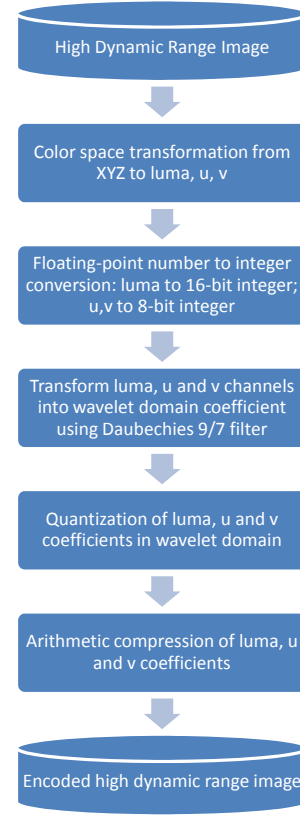 High Dynamic Range Image
Color space transformation from
XYZ to luma, u, v
Floating-point number to integer
conversion: luma to 16-bit integer;
u,v to 8-bit integer
Transform luma, u and v channels
into wavelet domain coefficient
using Daubechies 9/7 filter
Quantization of luma, u and v
coefficients in wavelet domain
Arithmetic compression of luma, u
and v coefficients
Encoded high dynamic range image